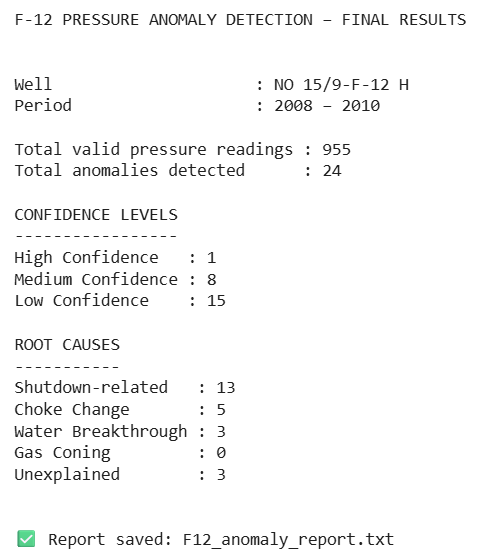 F-12 PRESSURE ANOMALY DETECTION – FINAL RESULTS
Well : NO 15/9-F-12 H
Period : 2008 – 2010
Total valid pressure readings : 955
Total anomalies detected : 24
CONFIDENCE LEVELS
-----------------
High Confidence : 1
Medium Confidence : 8
Low Confidence : 15
ROOT CAUSES
-----------
Shutdown-related : 13
Choke Change : 5
Water Breakthrough : 3
Gas Coning : 0
Unexplained : 3
✅ Report saved: F12_anomaly_report.txt